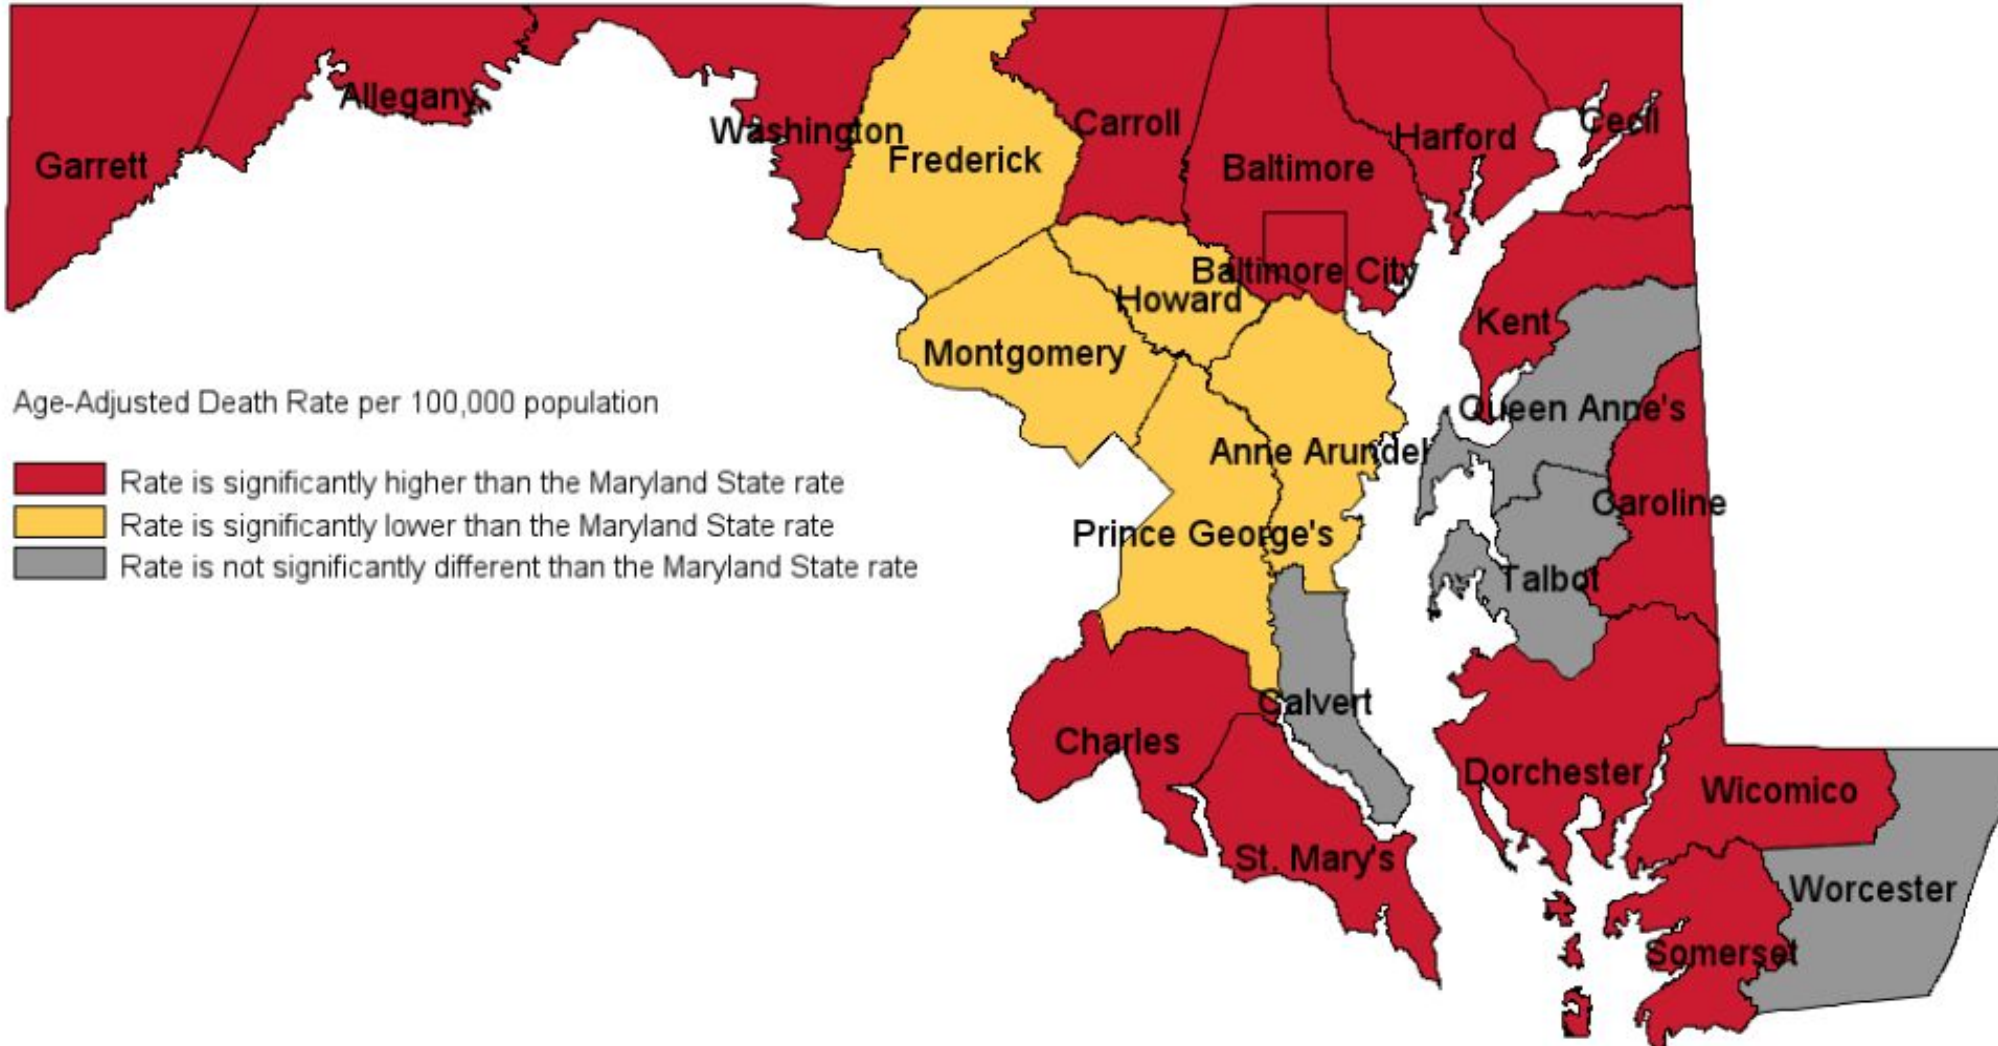 Allegany
Cecil
Carroll
Washington
Harford
Frederick
Garrett
Baltimore
Baltimore City
Howard
Kent
Montgomery
Age-Adjusted Death Rate per 100,000 population
Queen Anne's
Anne Arundel
Rate is significantly higher than the Maryland State rate
Caroline
Rate is significantly lower than the Maryland State rate
Prince George's
Rate is not significantly different than the Maryland State rate
Talbot
Calvert
Charles
Dorchester
Wicomico
St. Mary's
Worcester
Somerset